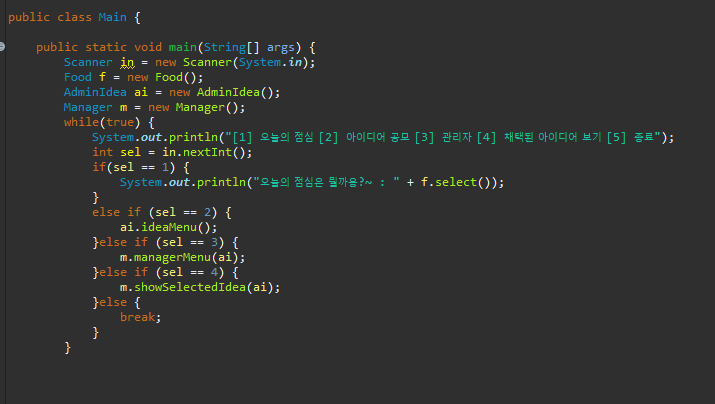 public class Main {
public static void main(String[] args) {
Scanner in = new Scanner(System.in);
Food f = new Food();
AdminIdea ai = new AdminIdea();
Manager m = new Manager();
while(true) {
System.out.println("[1] 오늘의 점심 [2] 아이디어 공모 [3] 관리자 [4] 채택된 아이디어 보기 [5] 종료");
int sel = in.nextInt();
if(sel == 1) {
System.out.println("오늘의 점심은 뭘까용?~ : " + f.select());
}
else if (sel == 2) {
ai.ideaMenu();
}else if (sel == 3) {
m.managerMenu(ai);
}else if (sel == 4) {
m.showSelectedIdea(ai);
}else {
break;
}
}